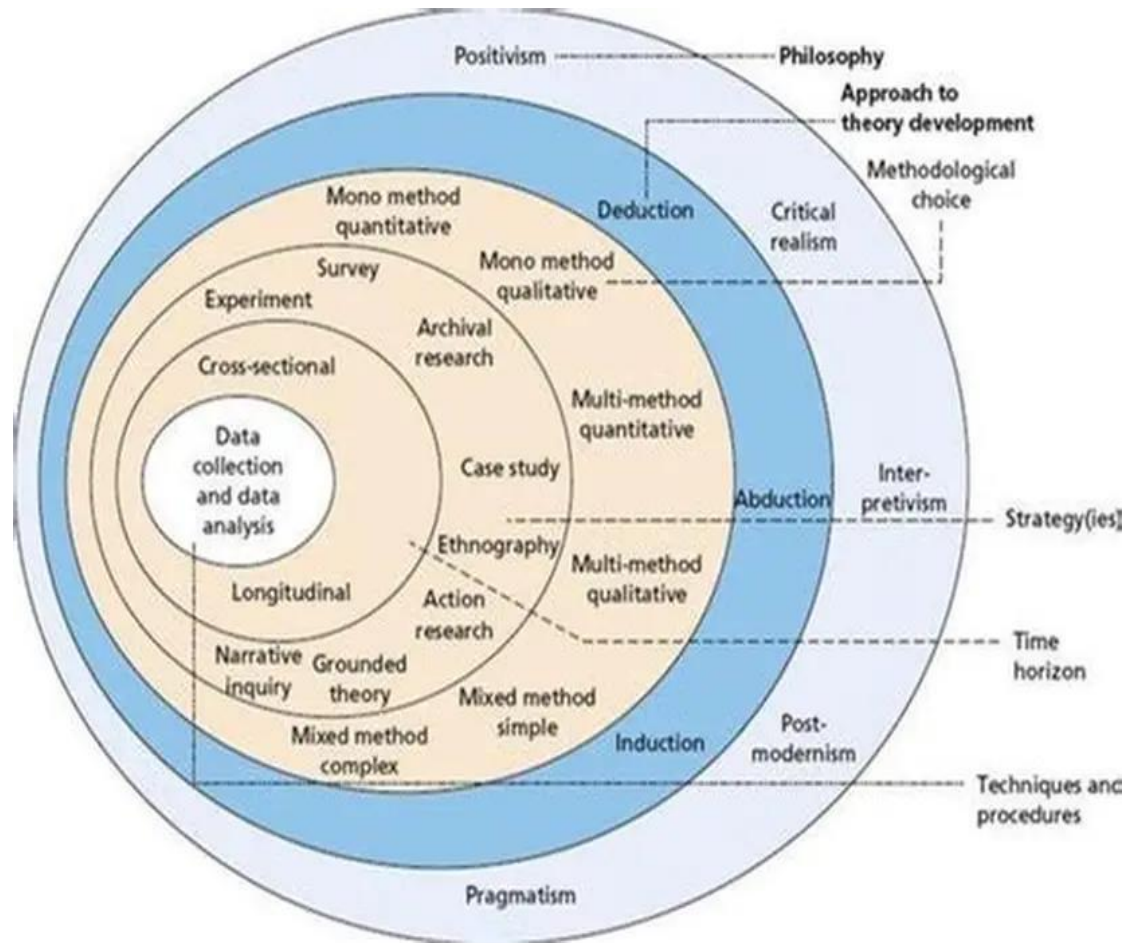 Positivism
Philosophy
Approach to
theory development
Methodological
choice
Deduction
Critical
realism
Mono method
quantitative
Mono method
qualitative
Survey
Experiment
Archival
research
Cross-sectional
Multi-method
quantitative
Data
collection
and data
analysis
Case study
Inter-
pretivism
Abduction
Strategy(ies)
Ethnography
Multi-method
qualitative
Longitudinal
Action
research
Time
horizon
Narrative
inquiry
Grounded
theory
Mixed method
simple
Mixed method
complex
Induction
Post-
modernism
Techniques and
procedures
Pragmatism